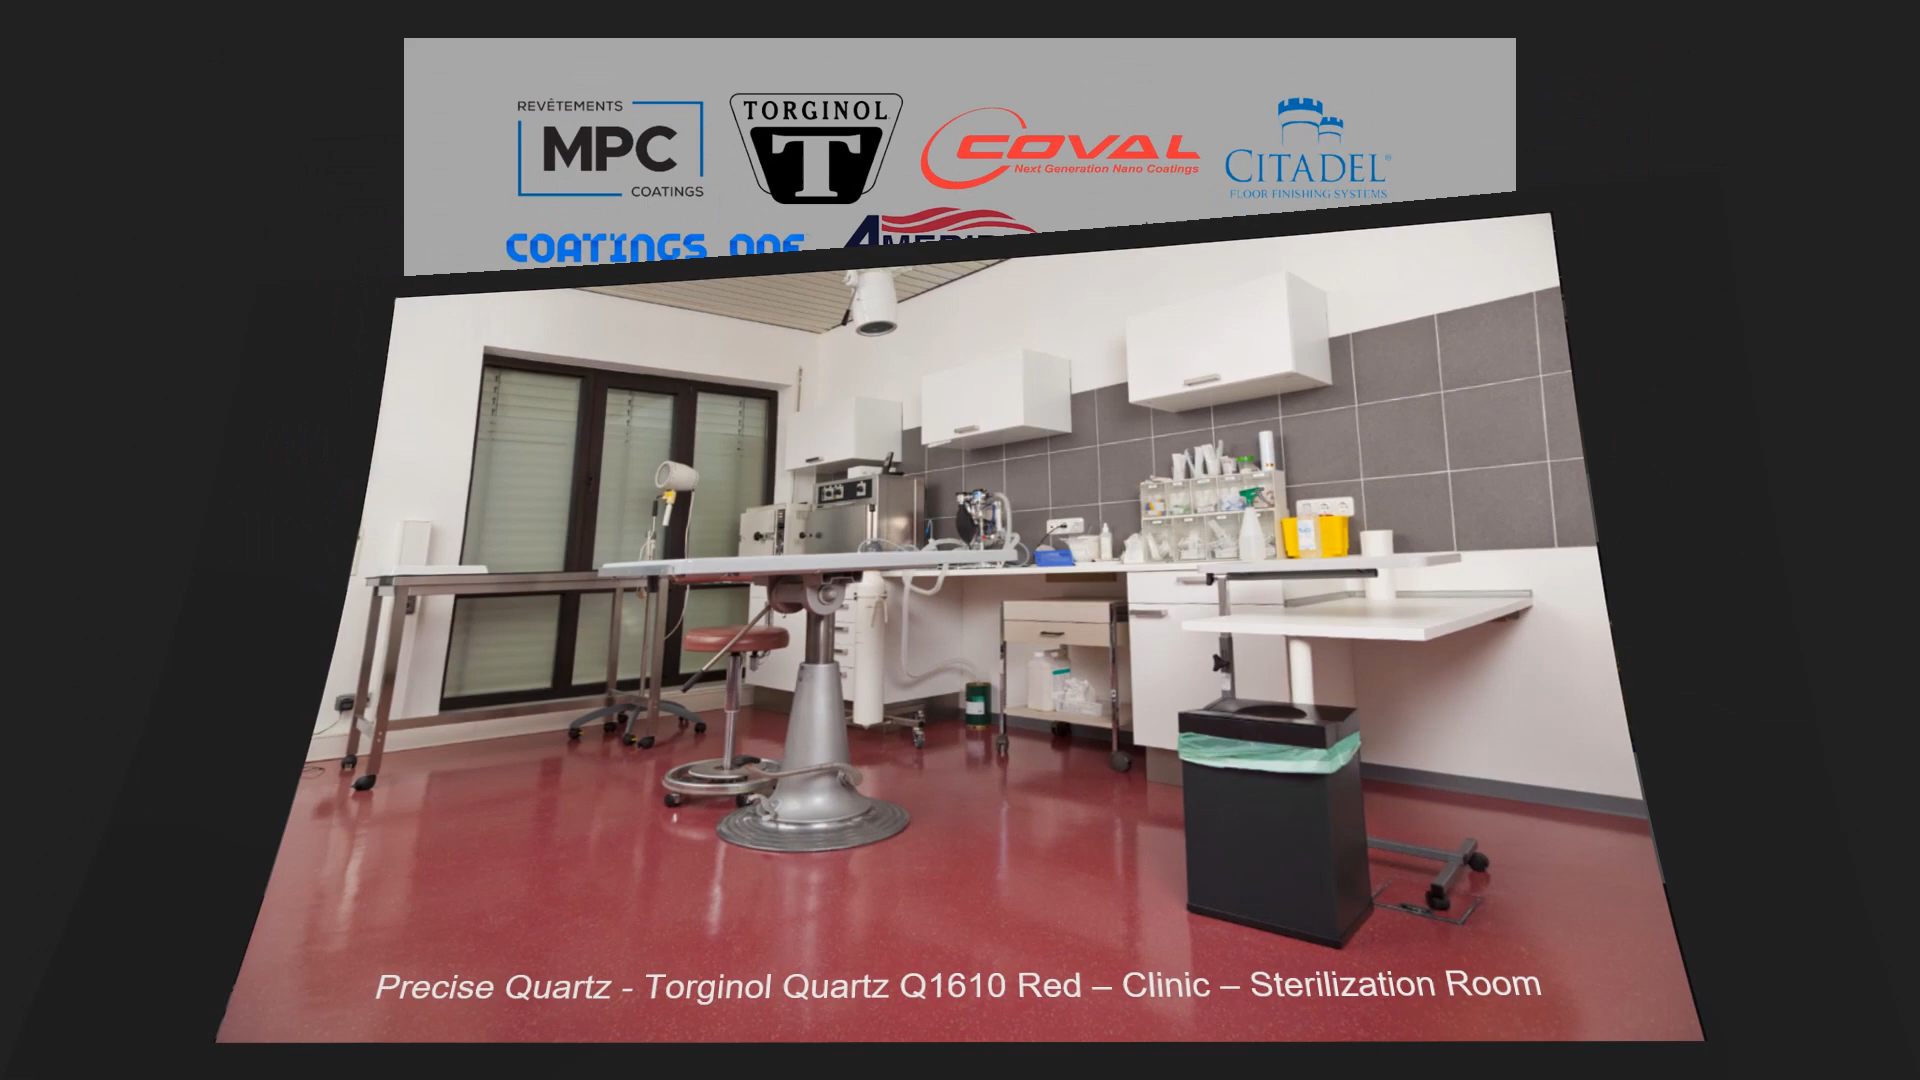 REVÊTEMENTS
MPC
COATINGS
TORGINOL
T
COVAL
Next Generation Nano Coatings
CITADEL®
FLOOR FINISHING SYSTEMS
COATINGS
Precise Quartz - Torginol Quartz Q1610 Red – Clinic – Sterilization Room